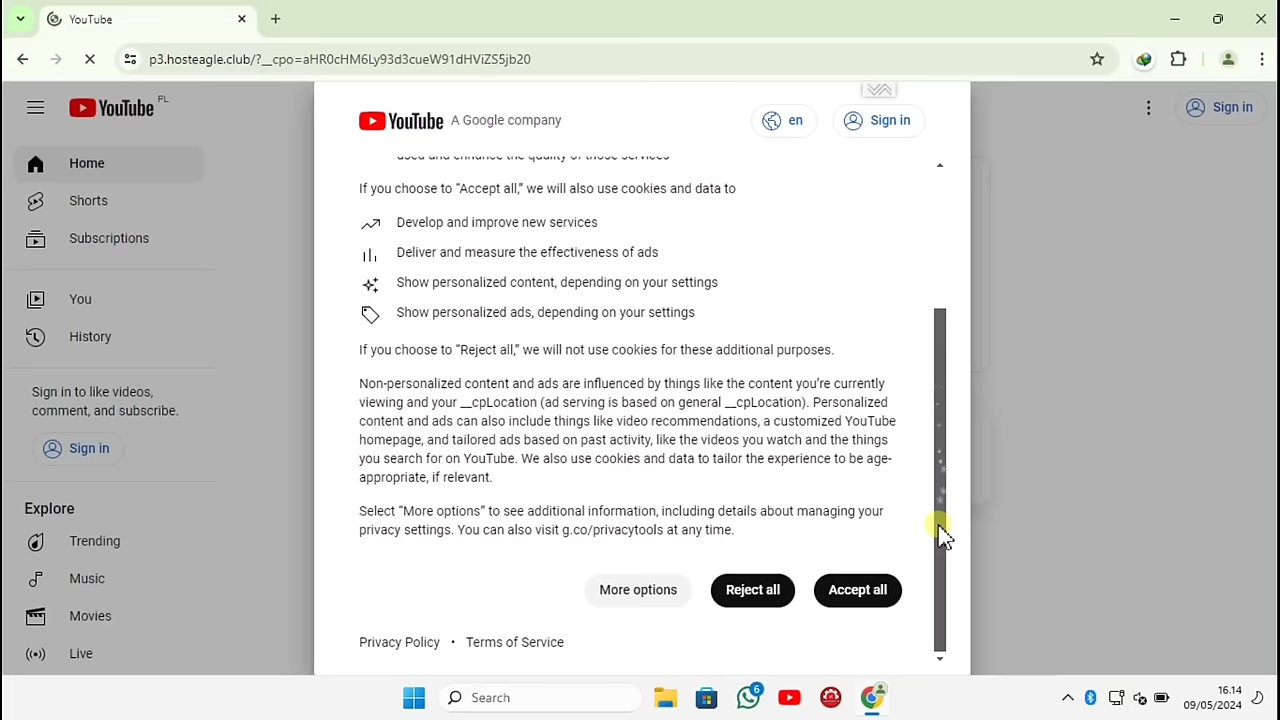 YouTube
p3.hosteagle.club/?__cpo=aHR0cHM6Ly93d3cueW91dHViZS5jb20
YouTube PL
Sign in
Home
Shorts
Subscriptions
You
History
Sign in to like videos,
comment, and subscribe.
Sign in
Explore
Trending
Music
Movies
Live
YouTube A Google company
en
Sign in
used and enhance the quality of those services
If you choose to “Accept all,” we will also use cookies and data to
Develop and improve new services
Deliver and measure the effectiveness of ads
Show personalized content, depending on your settings
Show personalized ads, depending on your settings
If you choose to “Reject all,” we will not use cookies for these additional purposes.
Non-personalized content and ads are influenced by things like the content you’re currently
viewing and your __cpLocation (ad serving is based on general __cpLocation). Personalized
content and ads can also include things like video recommendations, a customized YouTube
homepage, and tailored ads based on past activity, like the videos you watch and the things
you search for on YouTube. We also use cookies and data to tailor the experience to be age-
appropriate, if relevant.
Select “More options” to see additional information, including details about managing your
privacy settings. You can also visit g.co/privacytools at any time.
More options
Reject all
Accept all
Privacy Policy • Terms of Service
Search
6
16.14
09/05/2024